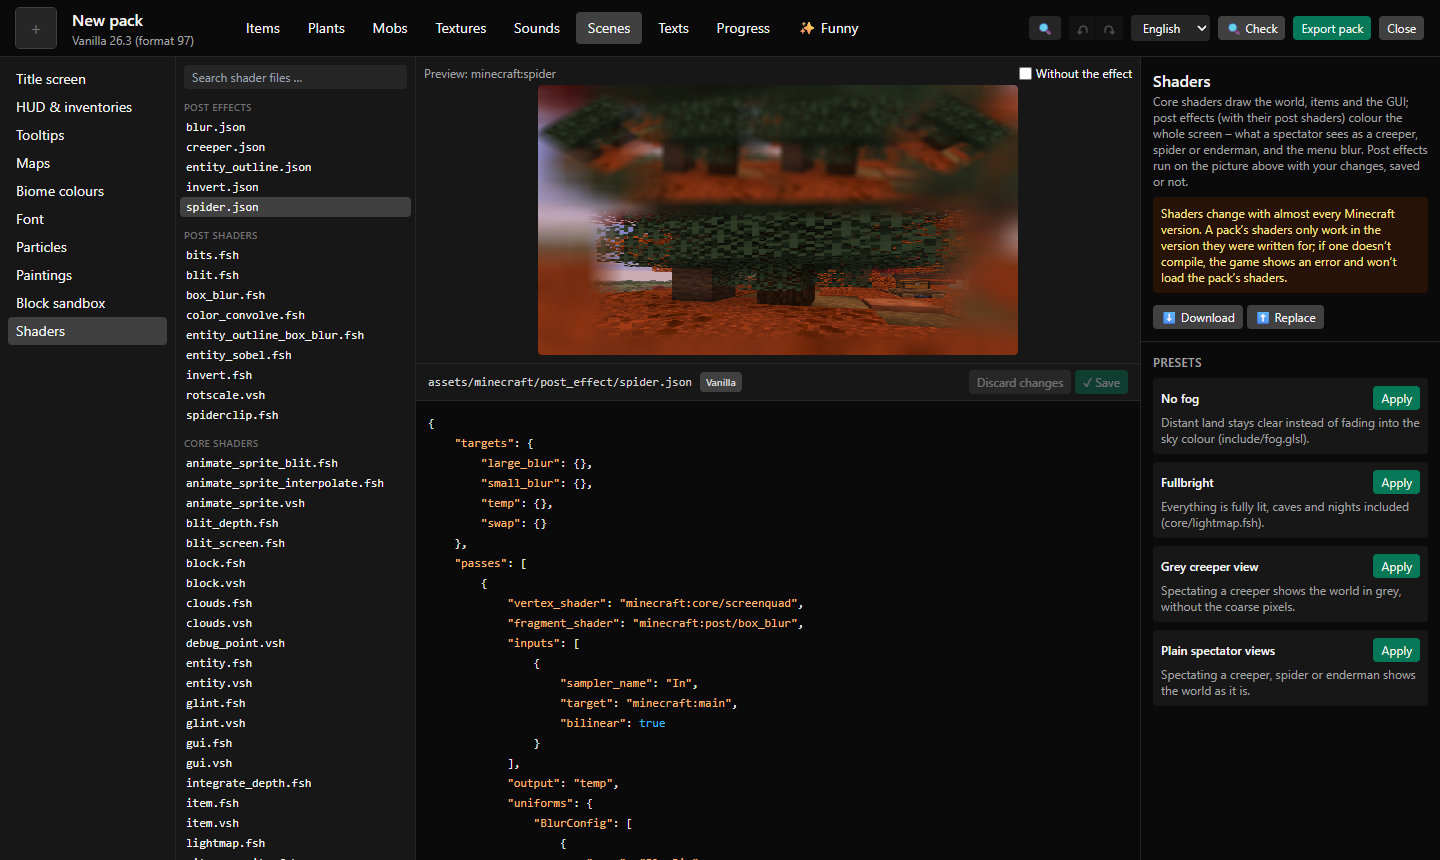 +
New pack
Vanilla 26.3 (format 97)
Items
Plants
Mobs
Textures
Sounds
Scenes
Texts
Progress
✨ Funny
English
Check
Export pack
Close
Title screen
HUD & inventories
Tooltips
Maps
Biome colours
Font
Particles
Paintings
Block sandbox
Shaders
Search shader files ...
POST EFFECTS
blur.json
creeper.json
entity_outline.json
invert.json
spider.json
POST SHADERS
bits.fsh
blit.fsh
box_blur.fsh
color_convolve.fsh
entity_outline_box_blur.fsh
entity_sobel.fsh
invert.fsh
rotscale.vsh
spiderclip.fsh
CORE SHADERS
animate_sprite_blit.fsh
animate_sprite_interpolate.fsh
animate_sprite.vsh
blit_depth.fsh
blit_screen.fsh
block.fsh
block.vsh
clouds.fsh
clouds.vsh
debug_point.vsh
entity.fsh
entity.vsh
glint.fsh
glint.vsh
gui.fsh
gui.vsh
integrate_depth.fsh
item.fsh
item.vsh
lightmap.fsh
Preview: minecraft:spider
Without the effect
assets/minecraft/post_effect/spider.json
Vanilla
Discard changes
✓ Save
{
"targets": {
"large_blur": {},
"small_blur": {},
"temp": {},
"swap": {}
},
"passes": [
{
"vertex_shader": "minecraft:core/screenquad",
"fragment_shader": "minecraft:post/box_blur",
"inputs": [
{
"sampler_name": "In",
"target": "minecraft:main",
"bilinear": true
}
],
"output": "temp",
"uniforms": {
"BlurConfig": [
{
Shaders
Core shaders draw the world, items and the GUI;
post effects (with their post shaders) colour the
whole screen – what a spectator sees as a creeper,
spider or enderman, and the menu blur. Post effects
run on the picture above with your changes, saved
or not.
Shaders change with almost every Minecraft
version. A pack’s shaders only work in the
version they were written for; if one doesn’t
compile, the game shows an error and won’t
load the pack’s shaders.
Download
Replace
PRESETS
No fog
Apply
Distant land stays clear instead of fading into the
sky colour (include/fog.glsl).
Fullbright
Apply
Everything is fully lit, caves and nights included
(core/lightmap.fsh).
Grey creeper view
Apply
Spectating a creeper shows the world in grey,
without the coarse pixels.
Plain spectator views
Apply
Spectating a creeper, spider or enderman shows
the world as it is.